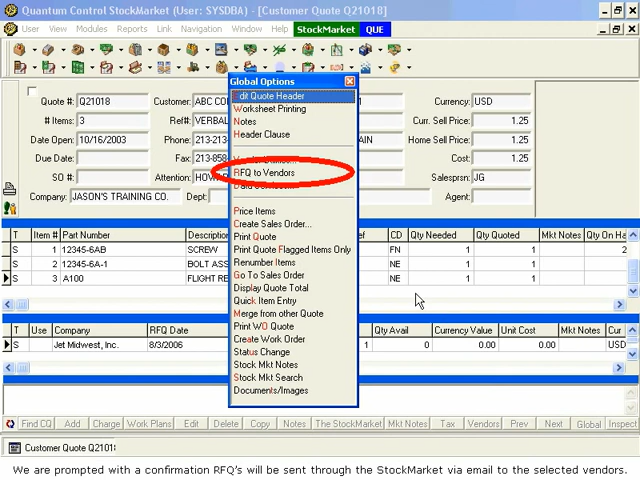 Quantum Control StockMarket (User: SYSDBA) - [Customer Quote Q21018]
User View Modules Reports Link Navigation Window Help StockMarket QUE
Global Options
Edit Quote Header
Worksheet Printing
Notes
Header Clause
RFQ to Vendors
Price Items
Create Sales Order...
Print Quote
Print Quote Flagged Items Only
Renumber Items
Go To Sales Order
Display Quote Total
Quick Item Entry
Merge from other Quote
Print WO Quote
Create Work Order
Status Change
Stock Mkt Notes
Stock Mkt Search
Documents/Images
Quote #: Q21018 Customer: ABC CO Currency: USD
# Items: 3 Ref#: VERBAL Curr. Sell Price: 1.25
Date Open: 10/16/2003 Phone: 213-213 AIN Home Sell Price: 1.25
Due Date: Fax: 213-858 Cost: 1.25
SO #: Attention: HOW Salesprsn: JG
Company: JASON'S TRAINING CO. Dept: Agent:
T Item # Part Number Description ef CD Qty Needed Qty Quoted Mkt Notes Qty On Ha
S 1 12345-6AB SCREW FN 1 1 2
S 2 12345-6A-1 BOLT ASS NE 1 1
S 3 A100 FLIGHT RE NE 1 1
T Use Company RFQ Date Qty Avail Currency Value Unit Cost Mkt Notes Curr
S Jet Midwest, Inc. 8/3/2006 1 0 0.00 0.00 USD
Find CQ Add Charge Work Plans Edit Delete Copy Notes The StockMarket Mkt Notes Tax Vendors Prev Next Global Inspect
Customer Quote Q2101
We are prompted with a confirmation RFQ's will be sent through the StockMarket via email to the selected vendors.